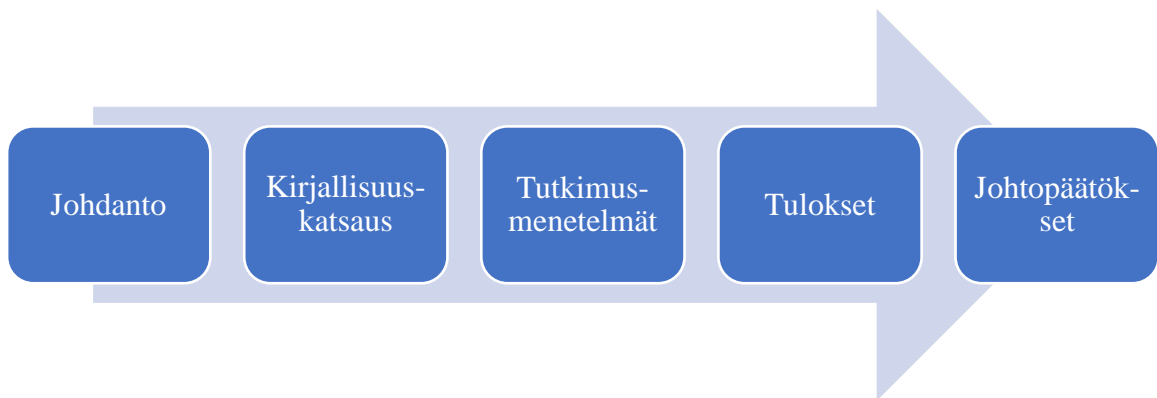 Johdanto
Kirjallisuus-
katsaus
Tutkimus-
menetelmät
Tulokset
Johtopäätök-
set